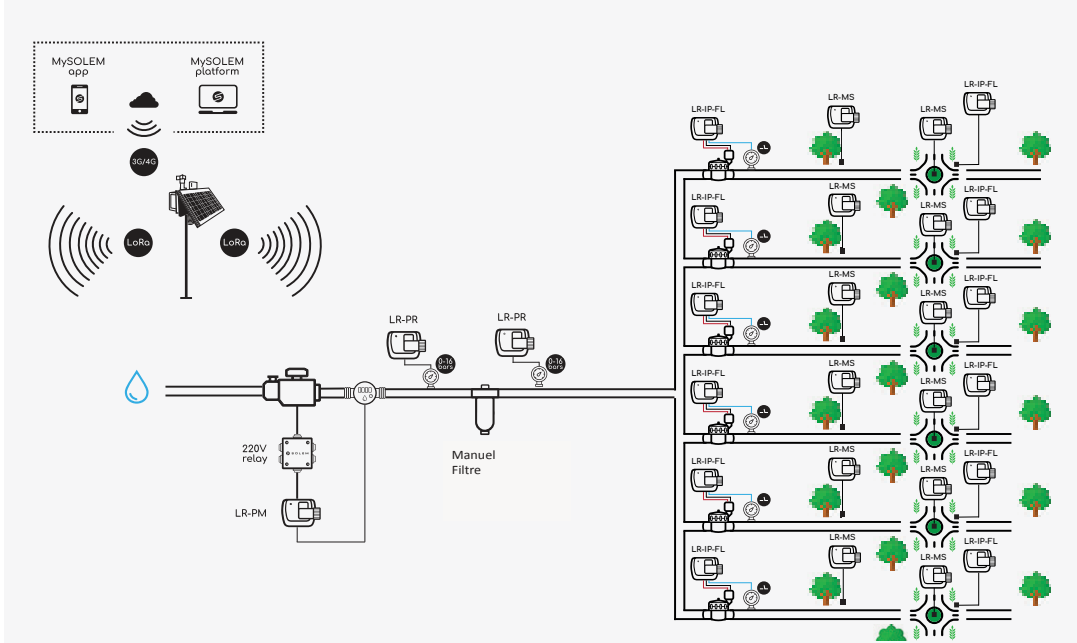 MySOLEM
app
MySOLEM
platform
3G/4G
LoRa
LoRa
LR-PR
0-16
bars
LR-PR
0-16
bars
220V
relay
SOLEM
LR-PM
Manuel
Filtre
LR-IP-FL
LR-MS
LR-MS
LR-IP-FL
LR-IP-FL
LR-MS
LR-MS
LR-IP-FL
LR-IP-FL
LR-MS
LR-MS
LR-IP-FL
LR-IP-FL
LR-MS
LR-MS
LR-IP-FL
LR-IP-FL
LR-MS
LR-MS
LR-IP-FL
LR-IP-FL
LR-MS
LR-MS
LR-IP-FL